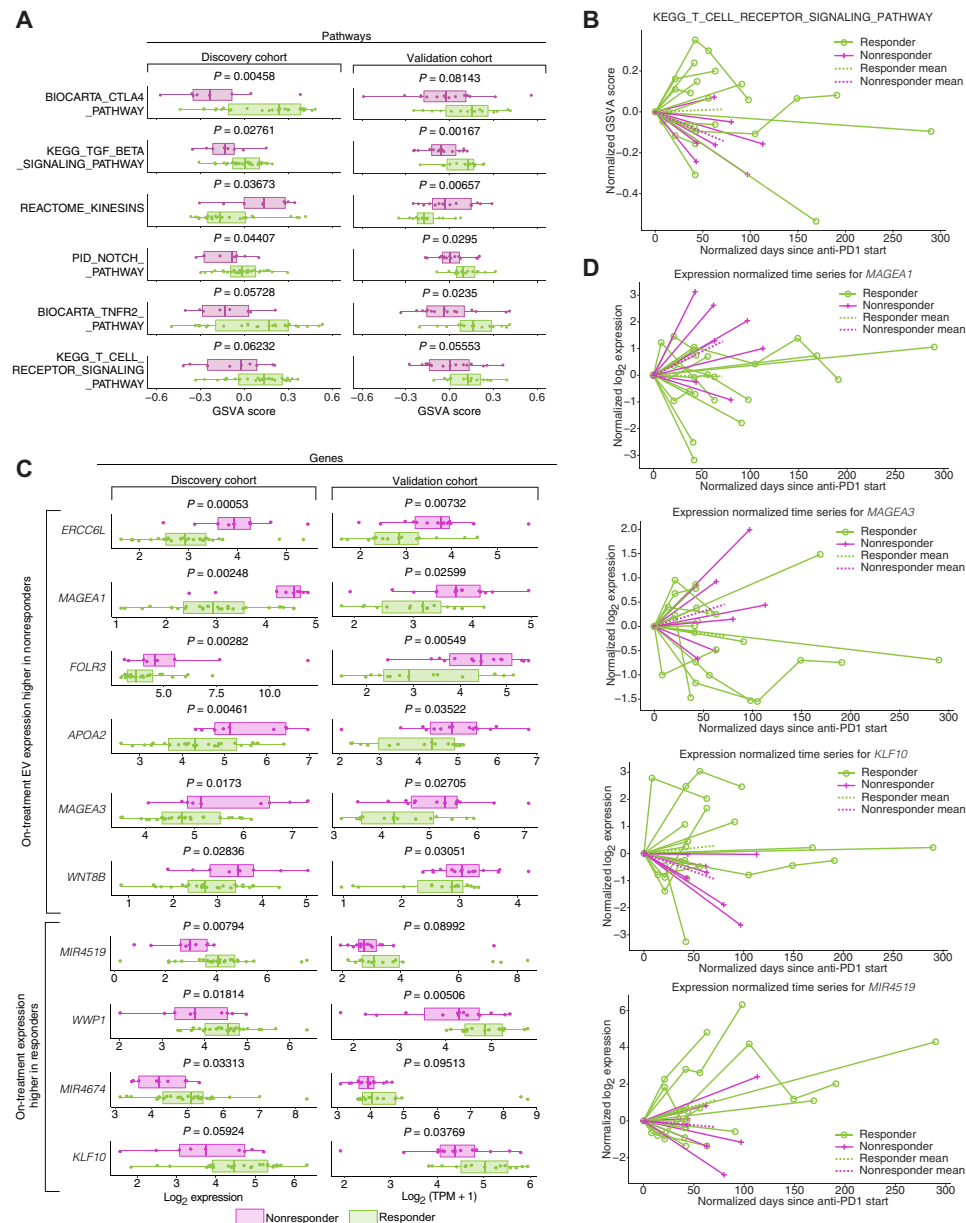 A
Pathways
Discovery cohort
Validation cohort
BIOCARTA_CTLA4
_PATHWAY
P = 0.00458
P = 0.08143
KEGG_TGF_BETA
_SIGNALING_PATHWAY
P = 0.02761
P = 0.00167
REACTOME_KINESINS
P = 0.03673
P = 0.00657
PID_NOTCH_
_PATHWAY
P = 0.04407
P = 0.0295
BIOCARTA_TNFR2_
_PATHWAY
P = 0.05728
P = 0.0235
KEGG_T_CELL_
RECEPTOR_SIGNALING
_PATHWAY
P = 0.06232
P = 0.05553
−0.6 −0.3 0.0 0.3 0.6
−0.6 −0.3 0.0 0.3 0.6
GSVA score
GSVA score
B
KEGG_T_CELL_RECEPTOR_SIGNALING_PATHWAY
Responder
Nonresponder
Responder mean
Nonresponder mean
Normalized GSVA score
0.2
0.0
−0.2
−0.4
0 50 100 150 200 250 300
Normalized days since anti-PD1 start
C
Genes
Discovery cohort
Validation cohort
On-treatment EV expression higher in nonresponders
ERCC6L
P = 0.00053
P = 0.00732
2 3 4 5
2 3 4 5 6
MAGEA1
P = 0.00248
P = 0.02599
1 2 3 4 5
2 3 4 5
FOLR3
P = 0.00282
P = 0.00549
5.0 7.5 10.0
2 3 4 5
APOA2
P = 0.00461
P = 0.03522
3 4 5 6 7
2 3 4 5 6 7
MAGEA3
P = 0.0173
P = 0.02705
4 5 6 7
3 4 5 6 7
WNT8B
P = 0.02836
P = 0.03051
1 2 3 4 5
1 2 3 4
On-treatment expression
higher in responders
MIR4519
P = 0.00794
P = 0.08992
0 2 4 6
2 4 6 8
WWP1
P = 0.01814
P = 0.00506
2 3 4 5 6
2 3 4 5
MIR4674
P = 0.03313
P = 0.09513
3 4 5 6 7 8
3 4 5 6 7 8 9
KLF10
P = 0.05924
P = 0.03769
2 3 4 5 6
2 3 4 5 6
Log2 expression
Log2 (TPM + 1)
Nonresponder
Responder
D
Expression normalized time series for MAGEA1
Responder
Nonresponder
Responder mean
Nonresponder mean
Normalized log2 expression
3
2
1
0
−1
−2
−3
0 50 100 150 200 250 300
Normalized days since anti-PD1 start
Expression normalized time series for MAGEA3
Responder
Nonresponder
Responder mean
Nonresponder mean
Normalized log2 expression
2.0
1.5
1.0
0.5
0.0
−0.5
−1.0
−1.5
0 50 100 150 200 250 300
Normalized days since anti-PD1 start
Expression normalized time series for KLF10
Responder
Nonresponder
Responder mean
Nonresponder mean
Normalized log2 expression
3
2
1
0
−1
−2
−3
0 50 100 150 200 250 300
Normalized days since anti-PD1 start
Expression normalized time series for MIR4519
Normalized log2 expression
6
4
2
0
−2
Responder
Nonresponder
Responder mean
Nonresponder mean
0 50 100 150 200 250 300
Normalized days since anti-PD1 start